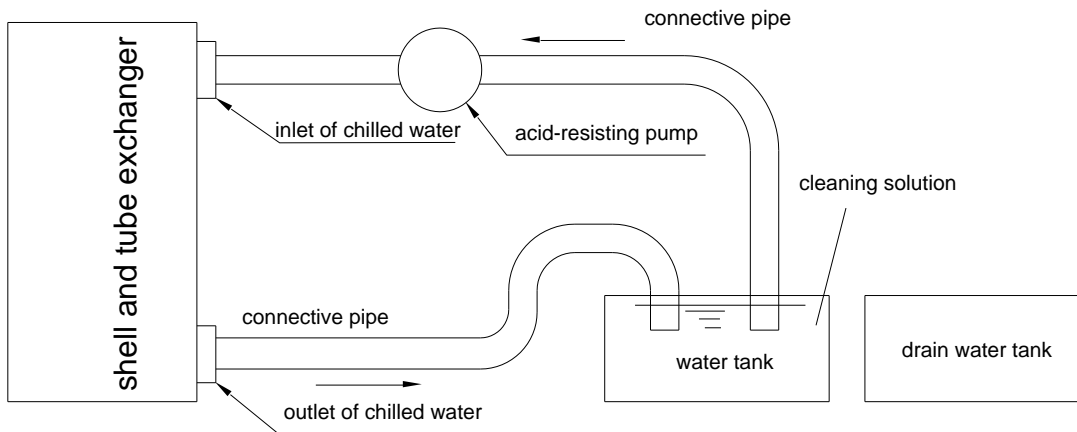 connective pipe
shell and tube exchanger
inlet of chilled water
acid-resisting pump
cleaning solution
connective pipe
water tank
drain water tank
outlet of chilled water